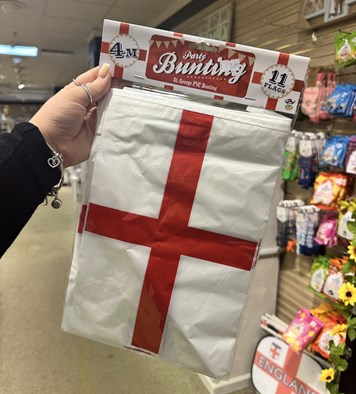 4M
Party
Bunting
St. George PVC Bunting
11
FLAGS
ENGLAND